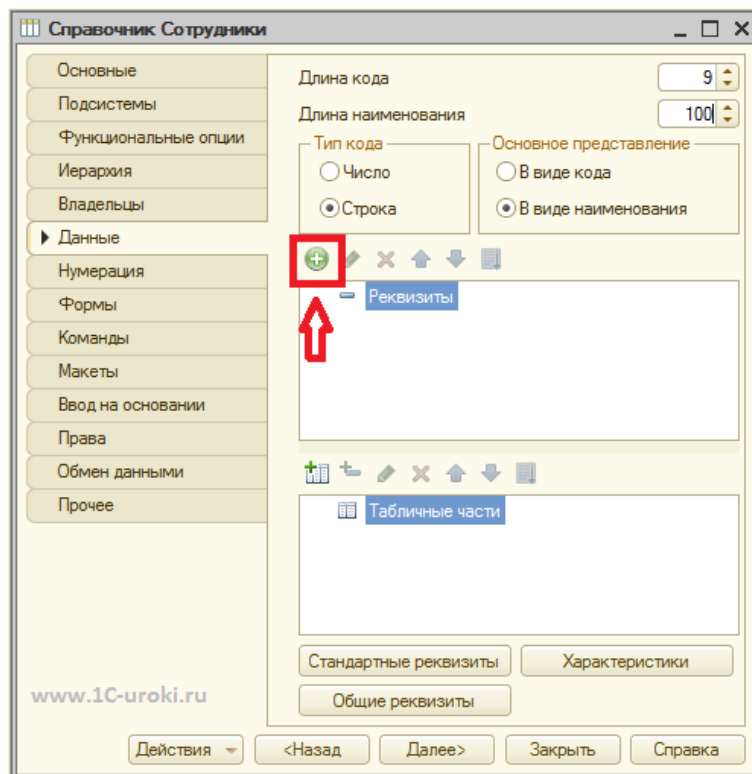 Справочник Сотрудники
Основные
Подсистемы
Функциональные опции
Иерархия
Владельцы
Данные
Нумерация
Формы
Команды
Макеты
Ввод на основании
Права
Обмен данными
Прочее
Длина кода 9
Длина наименования 100
Тип кода
Число
Строка
Основное представление
В виде кода
В виде наименования
Реквизиты
Табличные части
Стандартные реквизиты Характеристики
Общие реквизиты
www.1C-uroki.ru
Действия <Назад Далее> Закрыть Справка